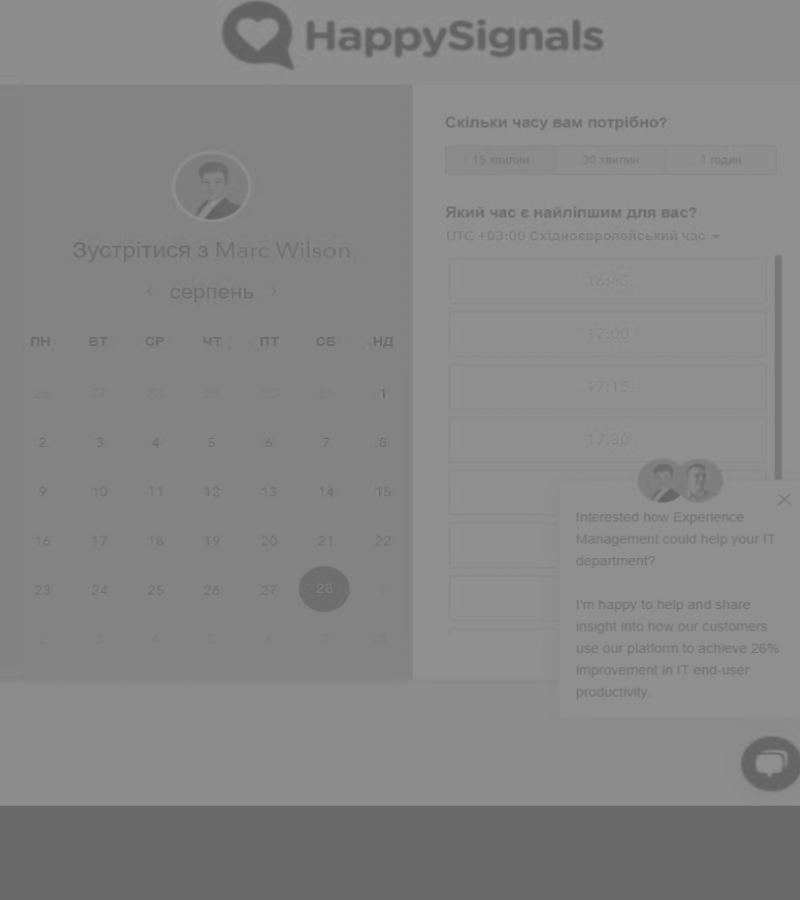 HappySignals
Зустрітися з Marc Wilson
серпень
ПН ВТ СР ЧТ ПТ СБ НД
26 27 28 29 30 31 1
2 3 4 5 6 7 8
9 10 11 12 13 14 15
16 17 18 19 20 21 22
23 24 25 26 27 28
2 3 4 5
Скільки часу вам потрібно?
15 хвилин 30 хвилин 1 годин
Який час є найліпшим для вас?
UTC +03:00 Східноєвропейський час
16:45
17:00
17:15
17:30
Interested how Experience
Management could help your IT
department?
I'm happy to help and share
insight into how our customers
use our platform to achieve 26%
improvement in IT end-user
productivity.